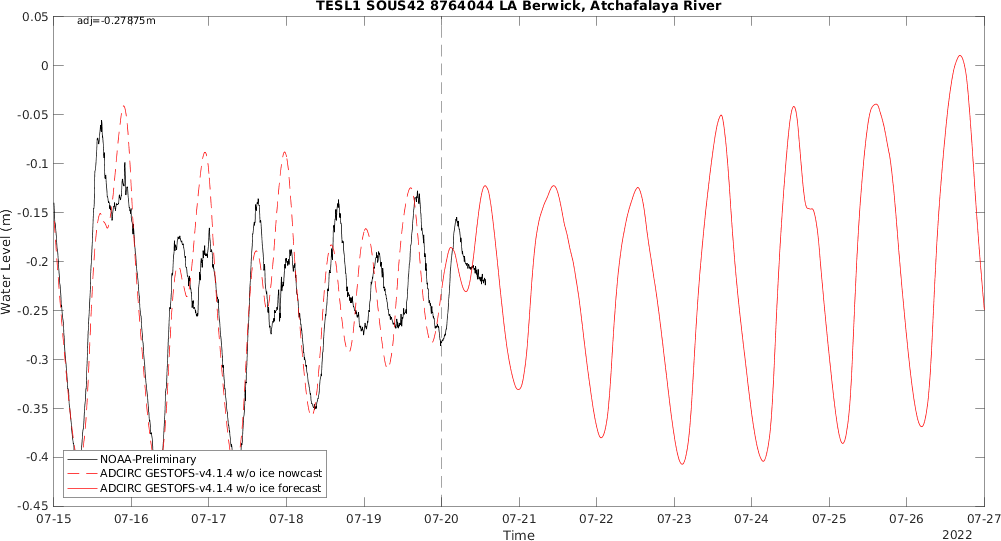 TESL1 SOUS42 8764044 LA Berwick, Atchafalaya River
adj=-0.27875m
0.05
0
-0.05
-0.1
-0.15
-0.2
-0.25
-0.3
-0.35
-0.4
-0.45
Water Level (m)
NOAA-Preliminary
ADCIRC GESTOFS-v4.1.4 w/o ice nowcast
ADCIRC GESTOFS-v4.1.4 w/o ice forecast
07-15 07-16 07-17 07-18 07-19 07-20 07-21 07-22 07-23 07-24 07-25 07-26 07-27
Time
2022